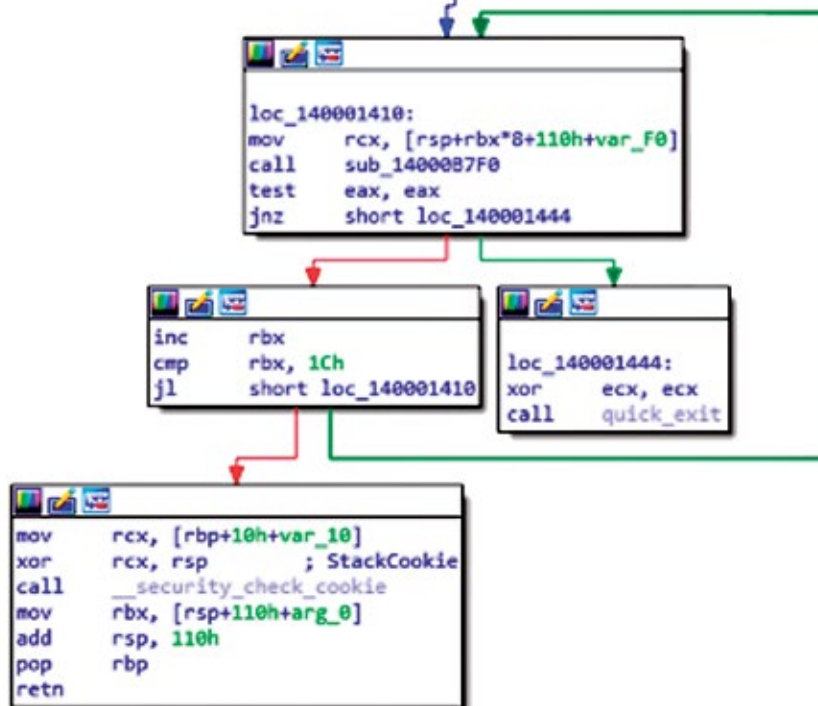 loc_140001410:
mov rcx, [rsp+rbx*8+110h+var_F0]
call sub_14000B7F0
test eax, eax
jnz short loc_140001444
inc rbx
cmp rbx, 1Ch
jl short loc_140001410
loc_140001444:
xor ecx, ecx
call quick_exit
mov rcx, [rbp+10h+var_10]
xor rcx, rsp ; StackCookie
call __security_check_cookie
mov rbx, [rsp+110h+arg_0]
add rsp, 110h
pop rbp
retn